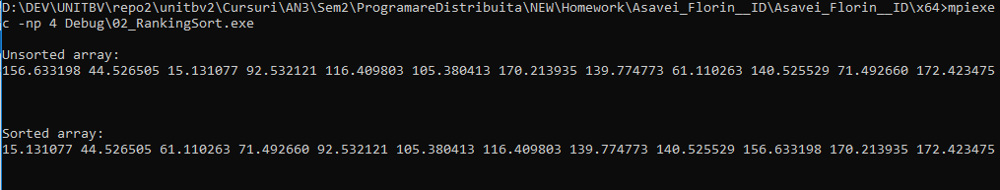 D:\DEV\UNITBV\repo2\unitbv2\Cursuri\AN3\Sem2\ProgramareDistribuita\NEW\Homework\Asavei_Florin__ID\Asavei_Florin__ID\x64>mpiexe
c -np 4 Debug\02_RankingSort.exe
Unsorted array:
156.633198 44.526505 15.131077 92.532121 116.409803 105.380413 170.213935 139.774773 61.110263 140.525529 71.492660 172.423475
Sorted array:
15.131077 44.526505 61.110263 71.492660 92.532121 105.380413 116.409803 139.774773 140.525529 156.633198 170.213935 172.423475